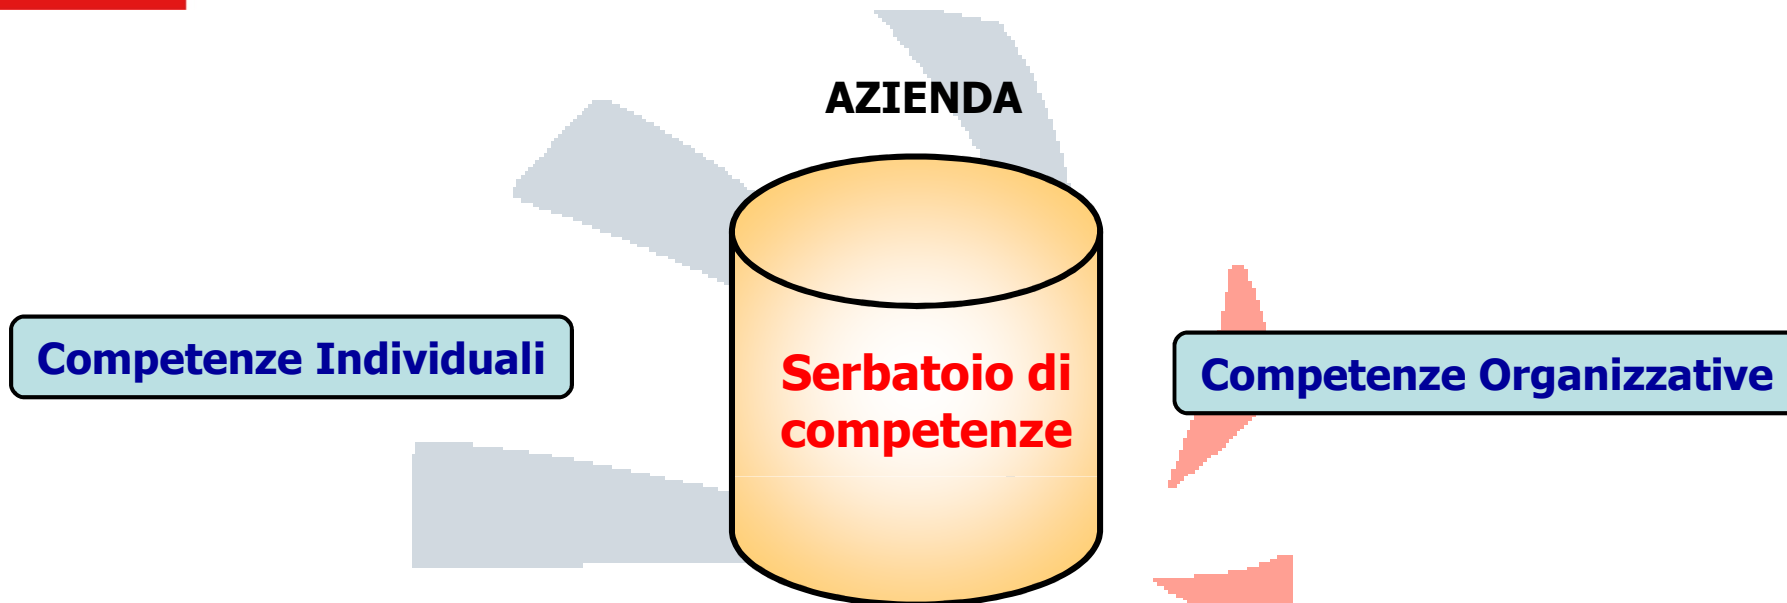 AZIENDA
Competenze Individuali
Serbatoio di
competenze
Competenze Organizzative